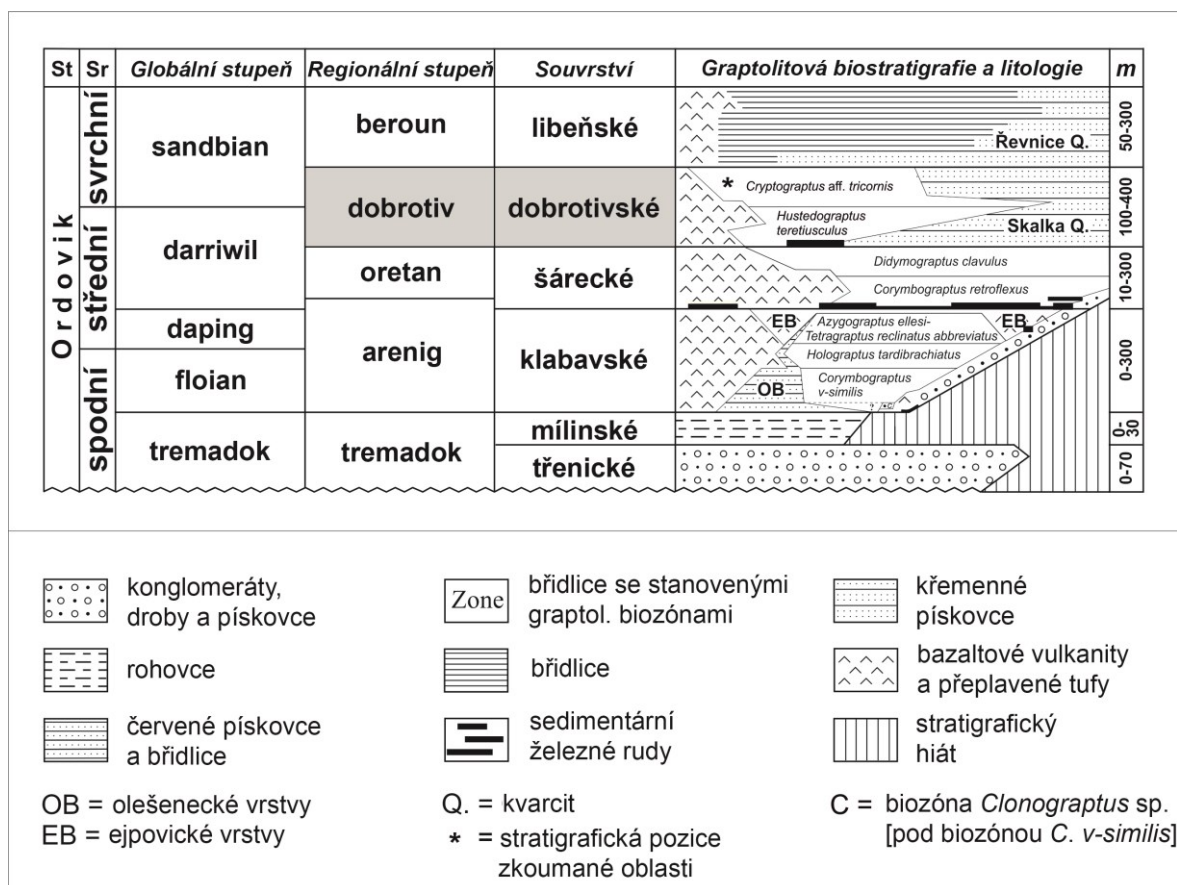 St Sr Globální stupeň Regionální stupeň Souvrství Graptolitová biostratigrafie a litologie m
Ordovik
svrchní
střední
spodní
sandbian
darriwil
daping
floian
tremadok
beroun
dobrotiv
oretan
arenig
tremadok
libeňské
dobrotivské
šárecké
klabavské
mílinské
třenické
Řevnice Q.
* Cryptograptus aff. tricornis
Hustedograptus
teretiusculus
Skalka Q.
Didymograptus clavulus
Corymbograptus retroflexus
EB
Azygograptus ellesi-
Tetragraptus reclinatus abbreviatus
EB
Holograptus tardibrachiatus
OB
Corymbograptus
v-similis
C
50-300
100-400
10-300
0-300
0-
30
0-70
konglomeráty,
droby a pískovce
rohovce
červené pískovce
a břidlice
OB = olešenecké vrstvy
EB = ejpovické vrstvy
Zone
břidlice se stanovenými
graptol. biozónami
břidlice
sedimentární
železné rudy
Q. = kvarcit
* = stratigrafická pozice
zkoumané oblasti
křemenné
pískovce
bazaltové vulkanity
a přeplavené tufy
stratigrafický
hiát
C = biozóna Clonograptus sp.
[pod biozónou C. v-similis]